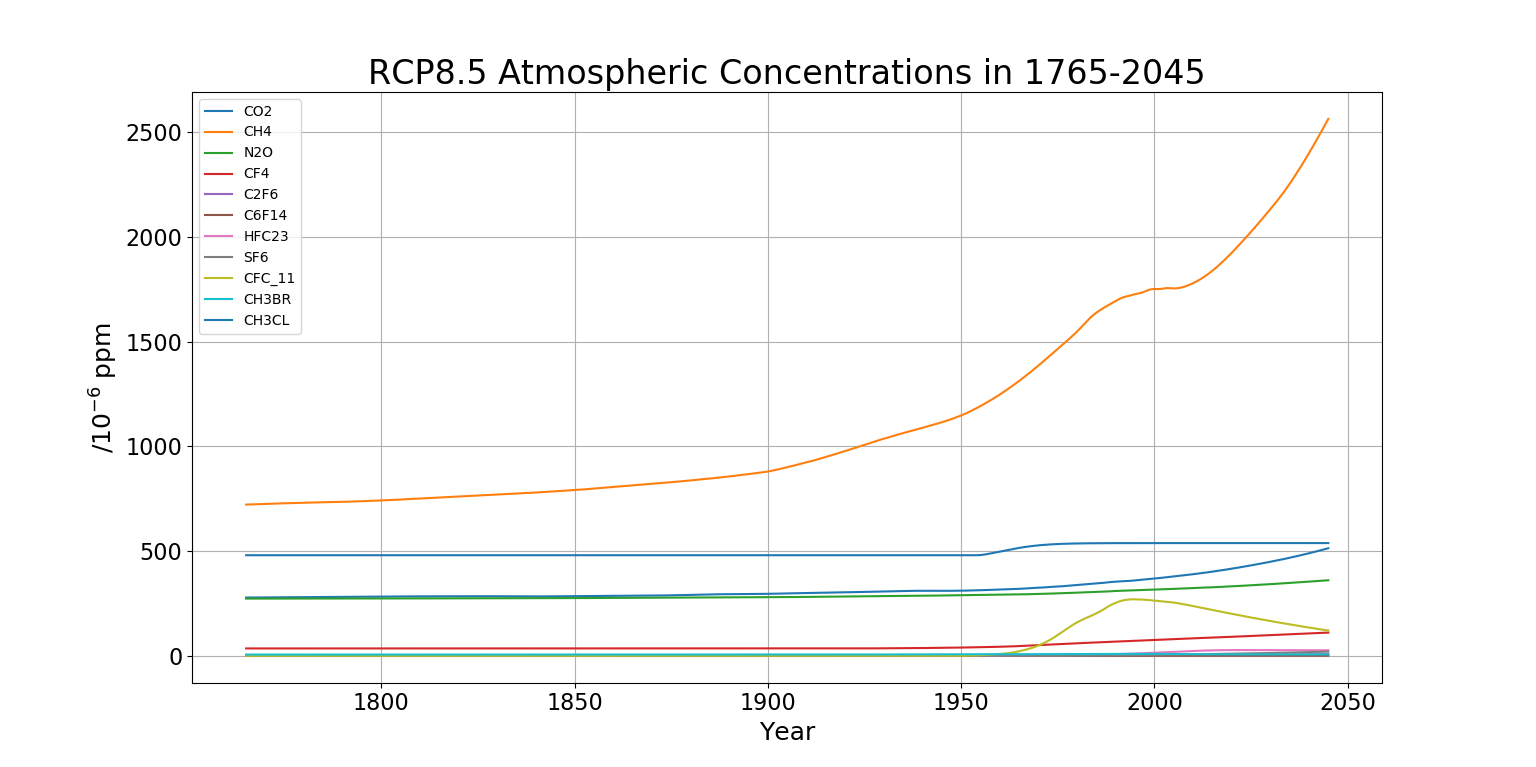 RCP8.5 Atmospheric Concentrations in 1765-2045
CO2
CH4
N2O
CF4
C2F6
C6F14
HFC23
SF6
CFC_11
CH3BR
CH3CL
2500
2000
1500
1000
500
0
/10⁻⁶ ppm
1800 1850 1900 1950 2000 2050
Year